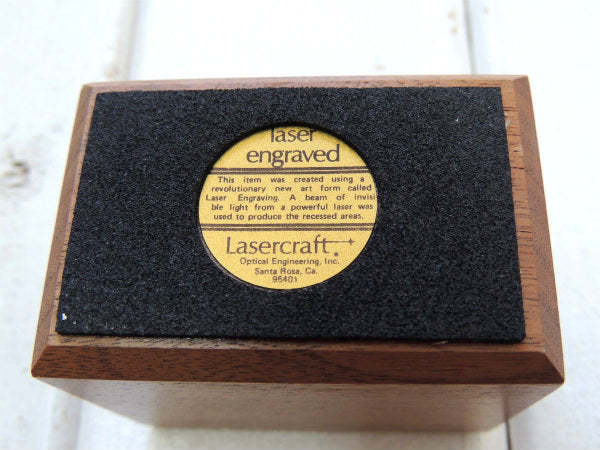 laser
engraved
This item was created using a
revolutionary new art form called
Laser Engraving. A beam of invisi-
ble light from a powerful laser was
used to produce the recessed areas.
Lasercraft
Optical Engineering, Inc.
Santa Rosa, Ca.
95401